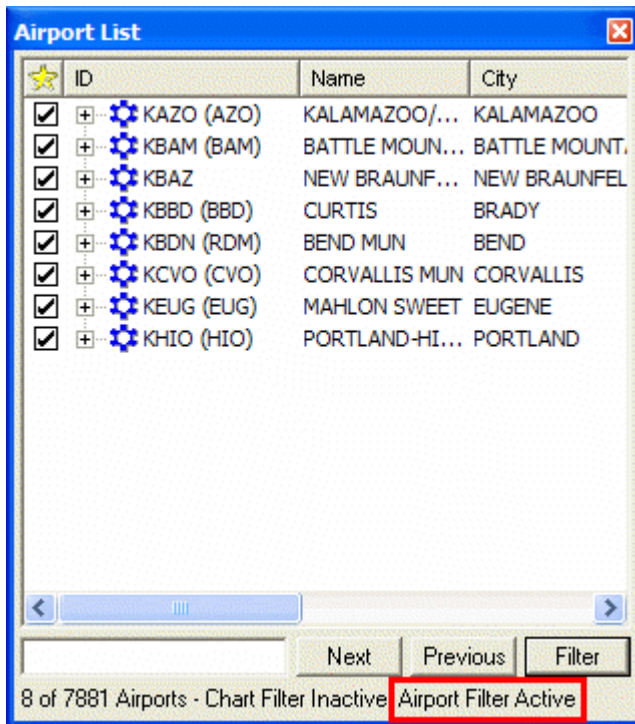 Airport List
ID Name City
KAZO (AZO) KALAMAZOO/... KALAMAZOO
KBAM (BAM) BATTLE MOUN... BATTLE MOUNT
KBAZ NEW BRAUNF... NEW BRAUNFEL
KBBD (BBD) CURTIS BRADY
KBDN (RDM) BEND MUN BEND
KCVO (CVO) CORVALLIS MUN CORVALLIS
KEUG (EUG) MAHLON SWEET EUGENE
KHIO (HIO) PORTLAND-HI... PORTLAND
Next Previous Filter
8 of 7881 Airports - Chart Filter Inactive Airport Filter Active